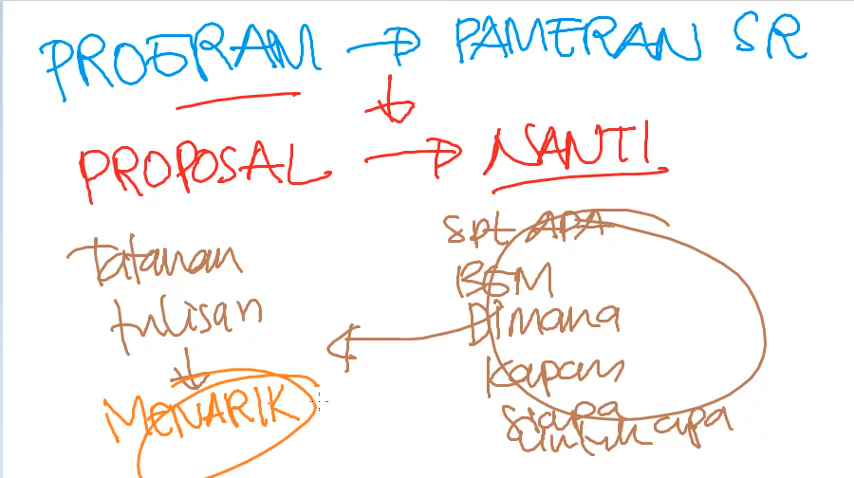 PROGRAM → PAMERAN SR
↓
PROPOSAL → NANTI
Spt APA
BGM
Dimana
Kapan
Siapa
Untuk apa
←
Tatanan
tulisan
↓
MENARIK